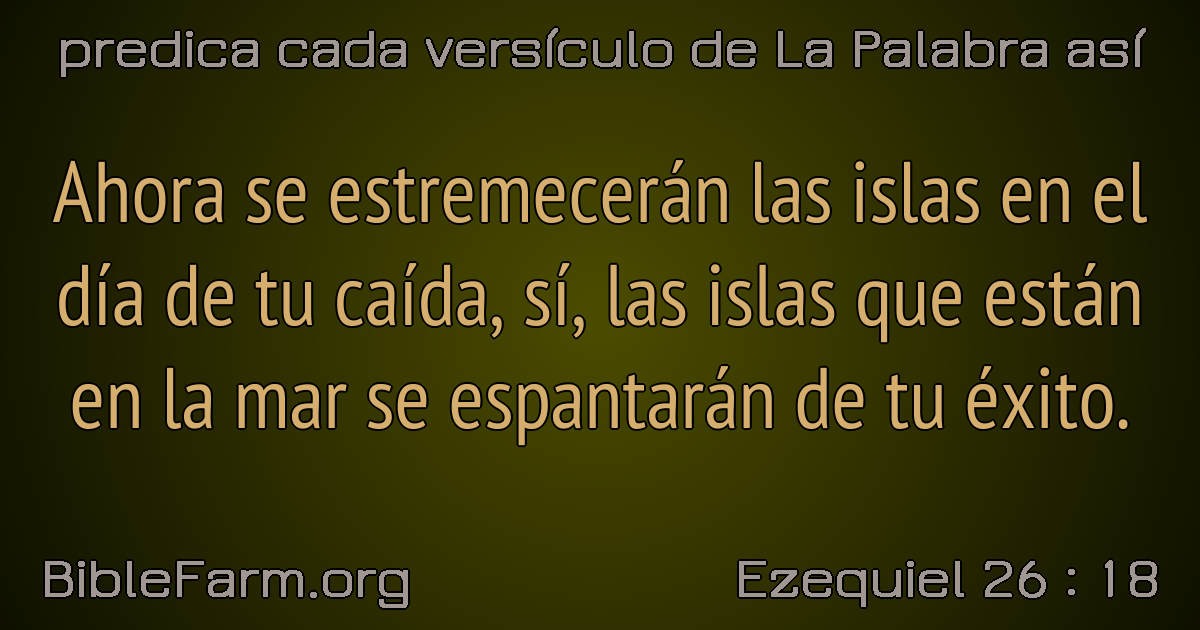 predica cada versículo de La Palabra así
Ahora se estremecerán las islas en el
día de tu caída, sí, las islas que están
en la mar se espantarán de tu éxito.
BibleFarm.org
Ezequiel 26 : 18